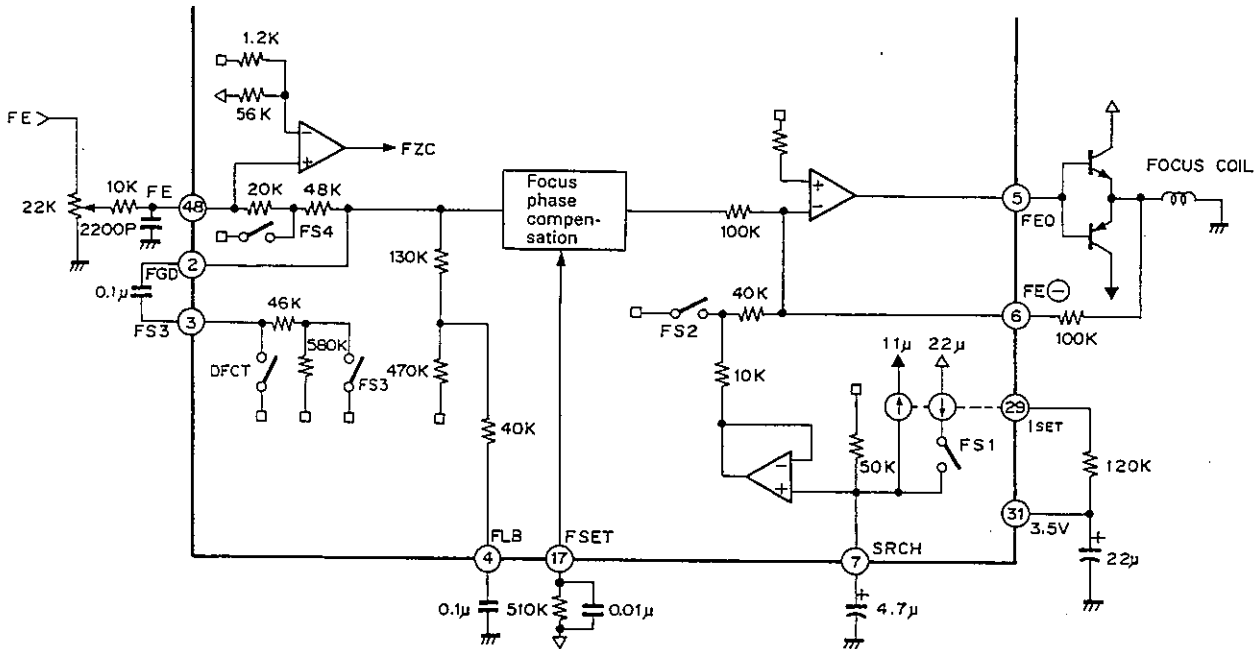 1.2K
56K
FE
FZC
FOCUS COIL
10K
FE
48
20K
48K
22K
2200P
FS4
Focus
phase
compen-
sation
100K
5
FEO
FGD
2
130K
0.1μ
46K
FS2
40K
FE⊖
6
100K
3
FS3
DFCT
580K
FS3
470K
10K
11μ
22μ
29
ISET
40K
50K
FS1
120K
31
3.5V
FLB
FSET
SRCH
4
17
7
22μ
0.1μ
510K
0.01μ
4.7μ